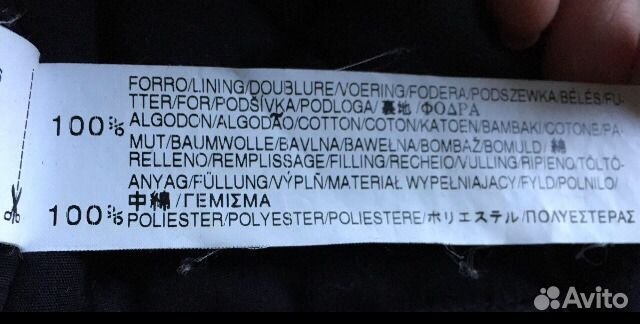 FORRO/LINING/DOUBLURE/VOERING/FODERA/PODSZEWKA/BÉLÉS/FU-
TTER/FOR/PODŠÍVKA/PODLOGA/裏地/ΦΟΔΡΑ
100% ALGODON/ALGODÃO/COTTON/COTON/KATOEN/BAMBAKI/COTONE/PA-
MUT/BAUMWOLLE/BAVLNA/BAWEŁNA/BOMBAŽ/BOMULD/綿
RELLENO/REMPLISSAGE/FILLING/RECHEIO/VULLING/RIPIENO/TÖLTÖ-
ANYAG/FÜLLUNG/VÝPLŇ/MATERIAŁ WYPEŁNIAJACY/FYLD/POLNILO/
中綿/ΓΕΜΙΣΜΑ
100% POLIESTER/POLYESTER/POLIESTERE/ポリエステル/ΠΟΛΥΕΣΤΕΡΑΣ
Avito